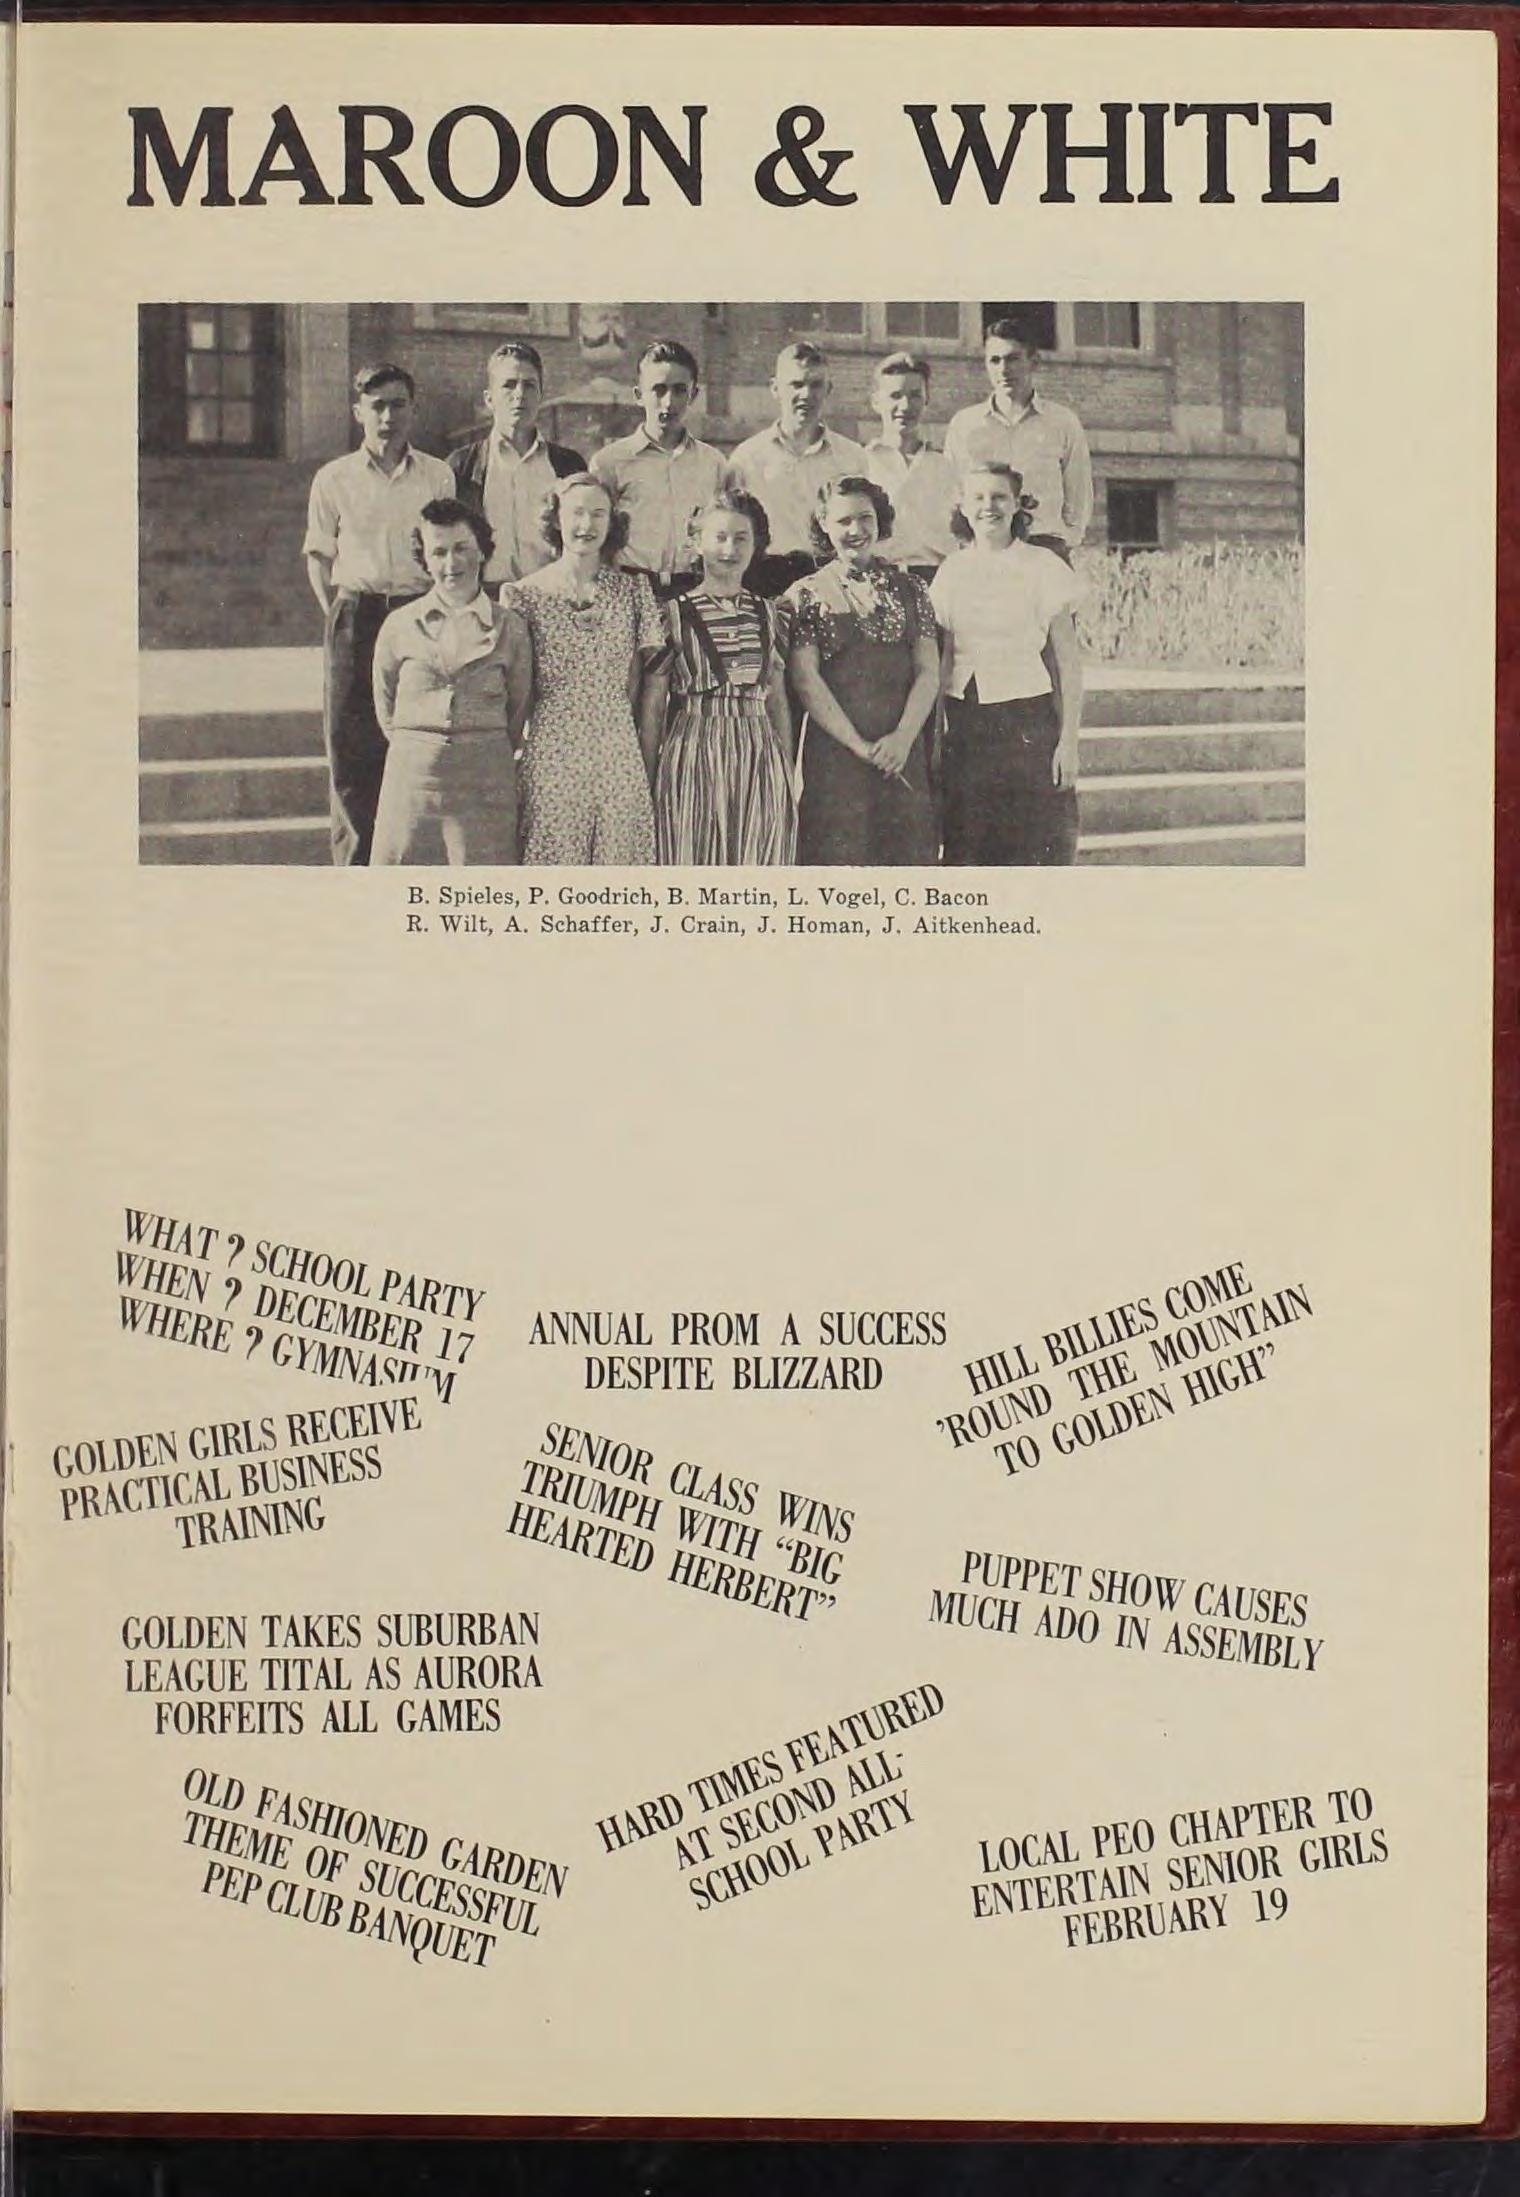 MAROON & WHITE
B. Spieles, P. Goodrich, B. Martin, L. Vogel, C. Bacon
R. Wilt, A. Schaffer, J. Crain, J. Homan, J. Aitkenhead.
WHAT ? SCHOOL PARTY
WHEN ? DECEMBER 17
WHERE ? GYMNASIUM
ANNUAL PROM A SUCCESS
DESPITE BLIZZARD
HILL BILLIES COME
'ROUND THE MOUNTAIN
TO GOLDEN HIGH"
GOLDEN GIRLS RECEIVE
PRACTICAL BUSINESS
TRAINING
SENIOR CLASS WINS
TRIUMPH WITH "BIG
HEARTED HERBERT"
PUPPET SHOW CAUSES
MUCH ADO IN ASSEMBLY
GOLDEN TAKES SUBURBAN
LEAGUE TITAL AS AURORA
FORFEITS ALL GAMES
HARD TIMES FEATURED
AT SECOND ALL-
SCHOOL PARTY
OLD FASHIONED GARDEN
THEME OF SUCCESSFUL
PEP CLUB BANQUET
LOCAL PEO CHAPTER TO
ENTERTAIN SENIOR GIRLS
FEBRUARY 19